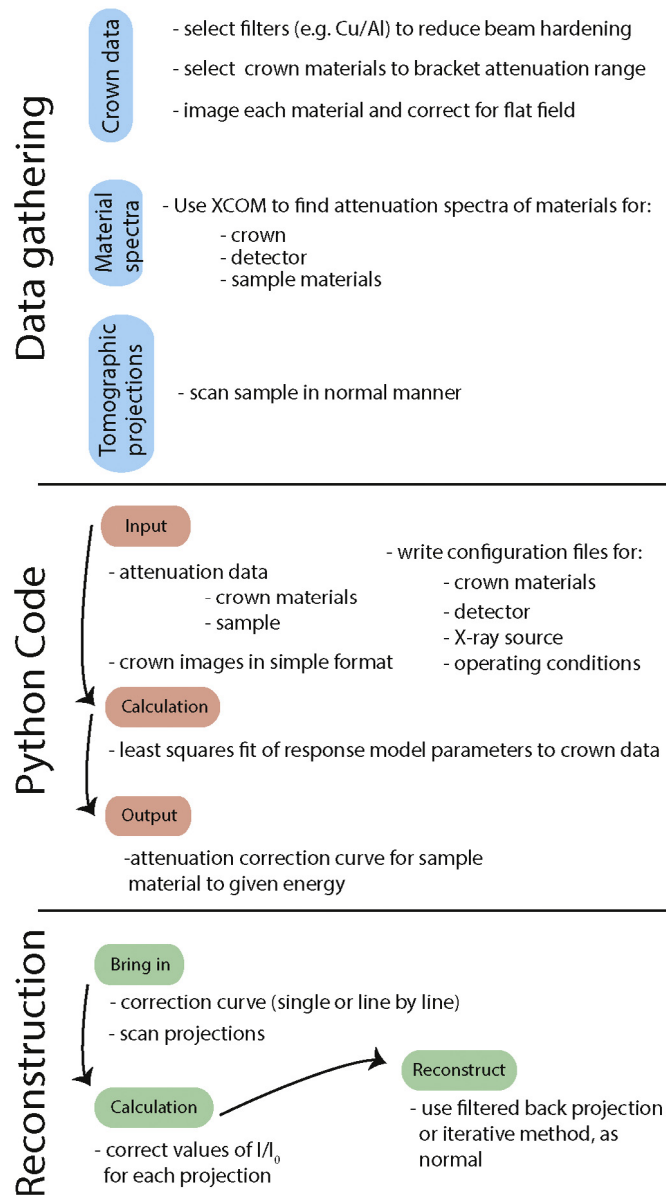 Data gathering
Crown data
- select filters (e.g. Cu/Al) to reduce beam hardening
- select crown materials to bracket attenuation range
- image each material and correct for flat field
Material
spectra
- Use XCOM to find attenuation spectra of materials for:
- crown
- detector
- sample materials
Tomographic
projections
- scan sample in normal manner
Python Code
Input
- attenuation data
- crown materials
- sample
- crown images in simple format
- write configuration files for:
- crown materials
- detector
- X-ray source
- operating conditions
Calculation
- least squares fit of response model parameters to crown data
Output
-attenuation correction curve for sample
material to given energy
Reconstruction
Bring in
- correction curve (single or line by line)
- scan projections
Calculation
- correct values of I/I₀
for each projection
Reconstruct
- use filtered back projection
or iterative method, as
normal